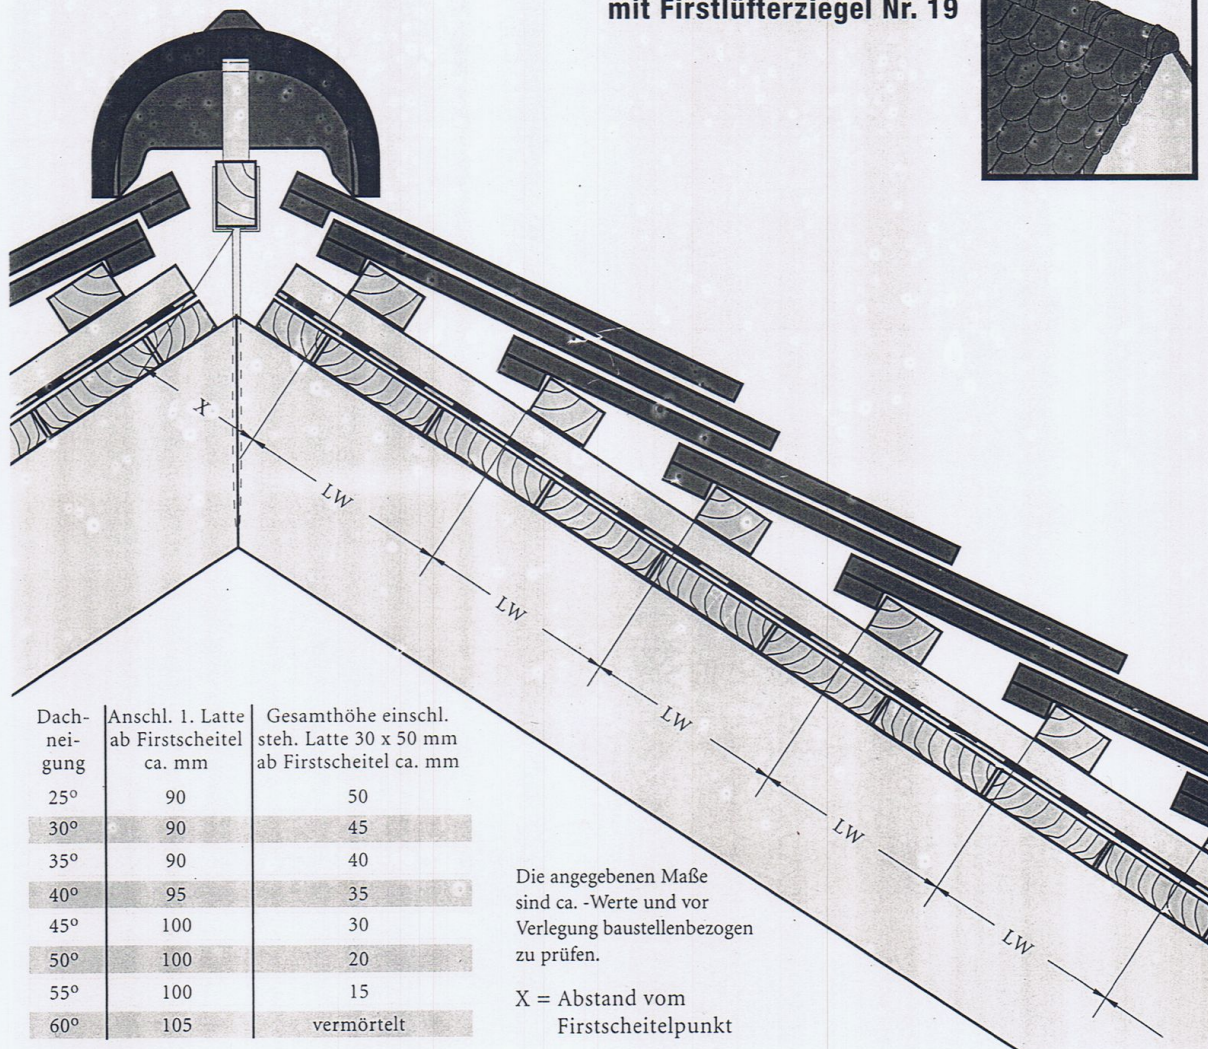 mit Firstlüfterziegel Nr. 19
X
LW
LW
LW
LW
LW
Dach-
nei-
gung
Anschl. 1. Latte
ab Firstscheitel
ca. mm
Gesamthöhe einschl.
steh. Latte 30 x 50 mm
ab Firstscheitel ca. mm
25° 90 50
30° 90 45
35° 90 40
40° 95 35
45° 100 30
50° 100 20
55° 100 15
60° 105 vermörtelt
Die angegebenen Maße
sind ca. -Werte und vor
Verlegung baustellenbezogen
zu prüfen.
X = Abstand vom
Firstscheitelpunkt